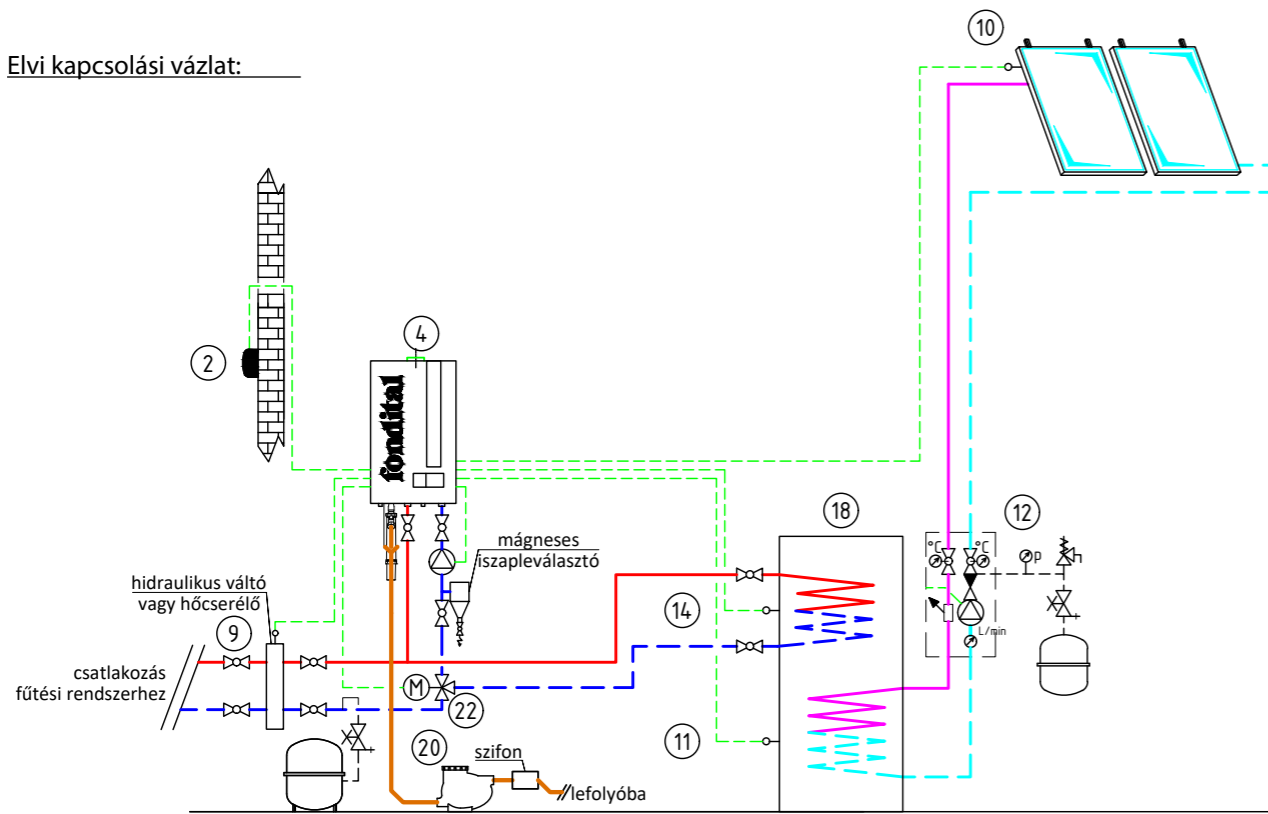 Elvi kapcsolási vázlat:
10
2
4
fondital
mágneses
iszapleválasztó
18
12
°C
°C
p
hidraulikus váltó
vagy hőcserélő
9
14
L/min
csatlakozás
fűtési rendszerhez
M
22
11
20
szifon
lefolyóba